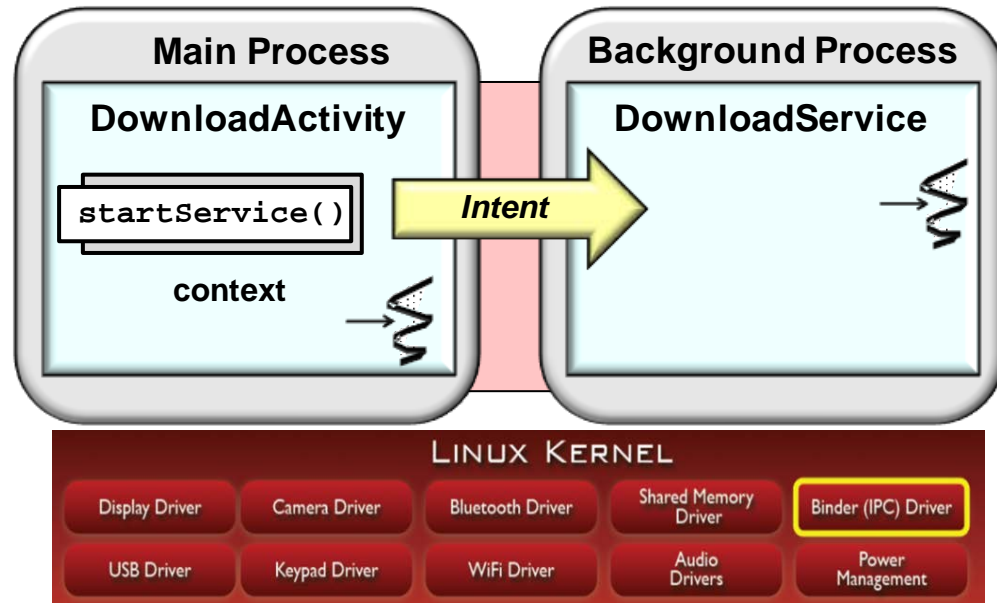 Main Process
Background Process
DownloadActivity
DownloadService
startService()
Intent
context
LINUX KERNEL
Display Driver
Camera Driver
Bluetooth Driver
Shared Memory
Driver
Binder (IPC) Driver
USB Driver
Keypad Driver
WiFi Driver
Audio
Drivers
Power
Management